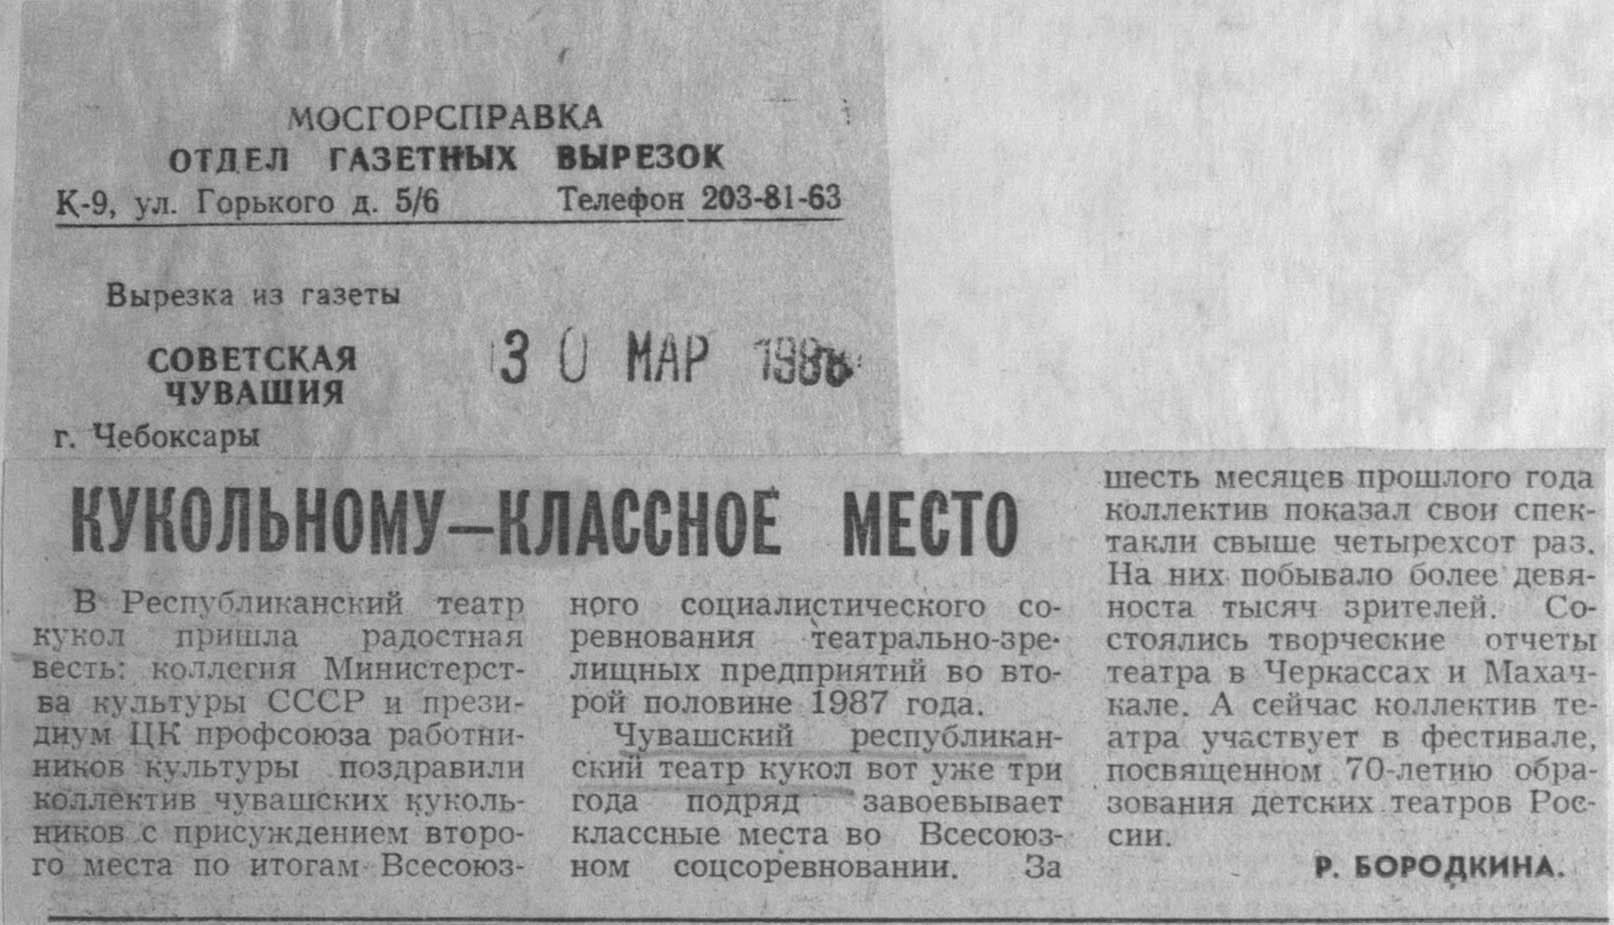 МОСГОРСПРАВКА
ОТДЕЛ ГАЗЕТНЫХ ВЫРЕЗОК
К-9, ул. Горького д. 5/6 Телефон 203-81-63
Вырезка из газеты
СОВЕТСКАЯ
ЧУВАШИЯ
г. Чебоксары
30 МАР
КУКОЛЬНОМУ—КЛАССНОЕ МЕСТО
В Республиканский театр
кукол пришла радостная
весть: коллегия Министерст-
ва культуры СССР и прези-
диум ЦК профсоюза работни-
ников культуры поздравили
коллектив чувашских куколь-
ников с присуждением второ-
го места по итогам Всесоюз-
ного социалистического со-
ревнования театрально-зре-
лищных предприятий во вто-
рой половине 1987 года.
Чувашский республикан-
ский театр кукол вот уже три
года подряд завоевывает
классные места во Всесоюз-
ном соцсоревновании. За
шесть месяцев прошлого года
коллектив показал свои спек-
такли свыше четырехсот раз.
На них побывало более девя-
носта тысяч зрителей. Со-
стоялись творческие отчеты
театра в Черкассах и Махач-
кале. А сейчас коллектив те-
атра участвует в фестивале,
посвященном 70-летию обра-
зования детских театров Рос-
сии.
Р. БОРОДКИНА.